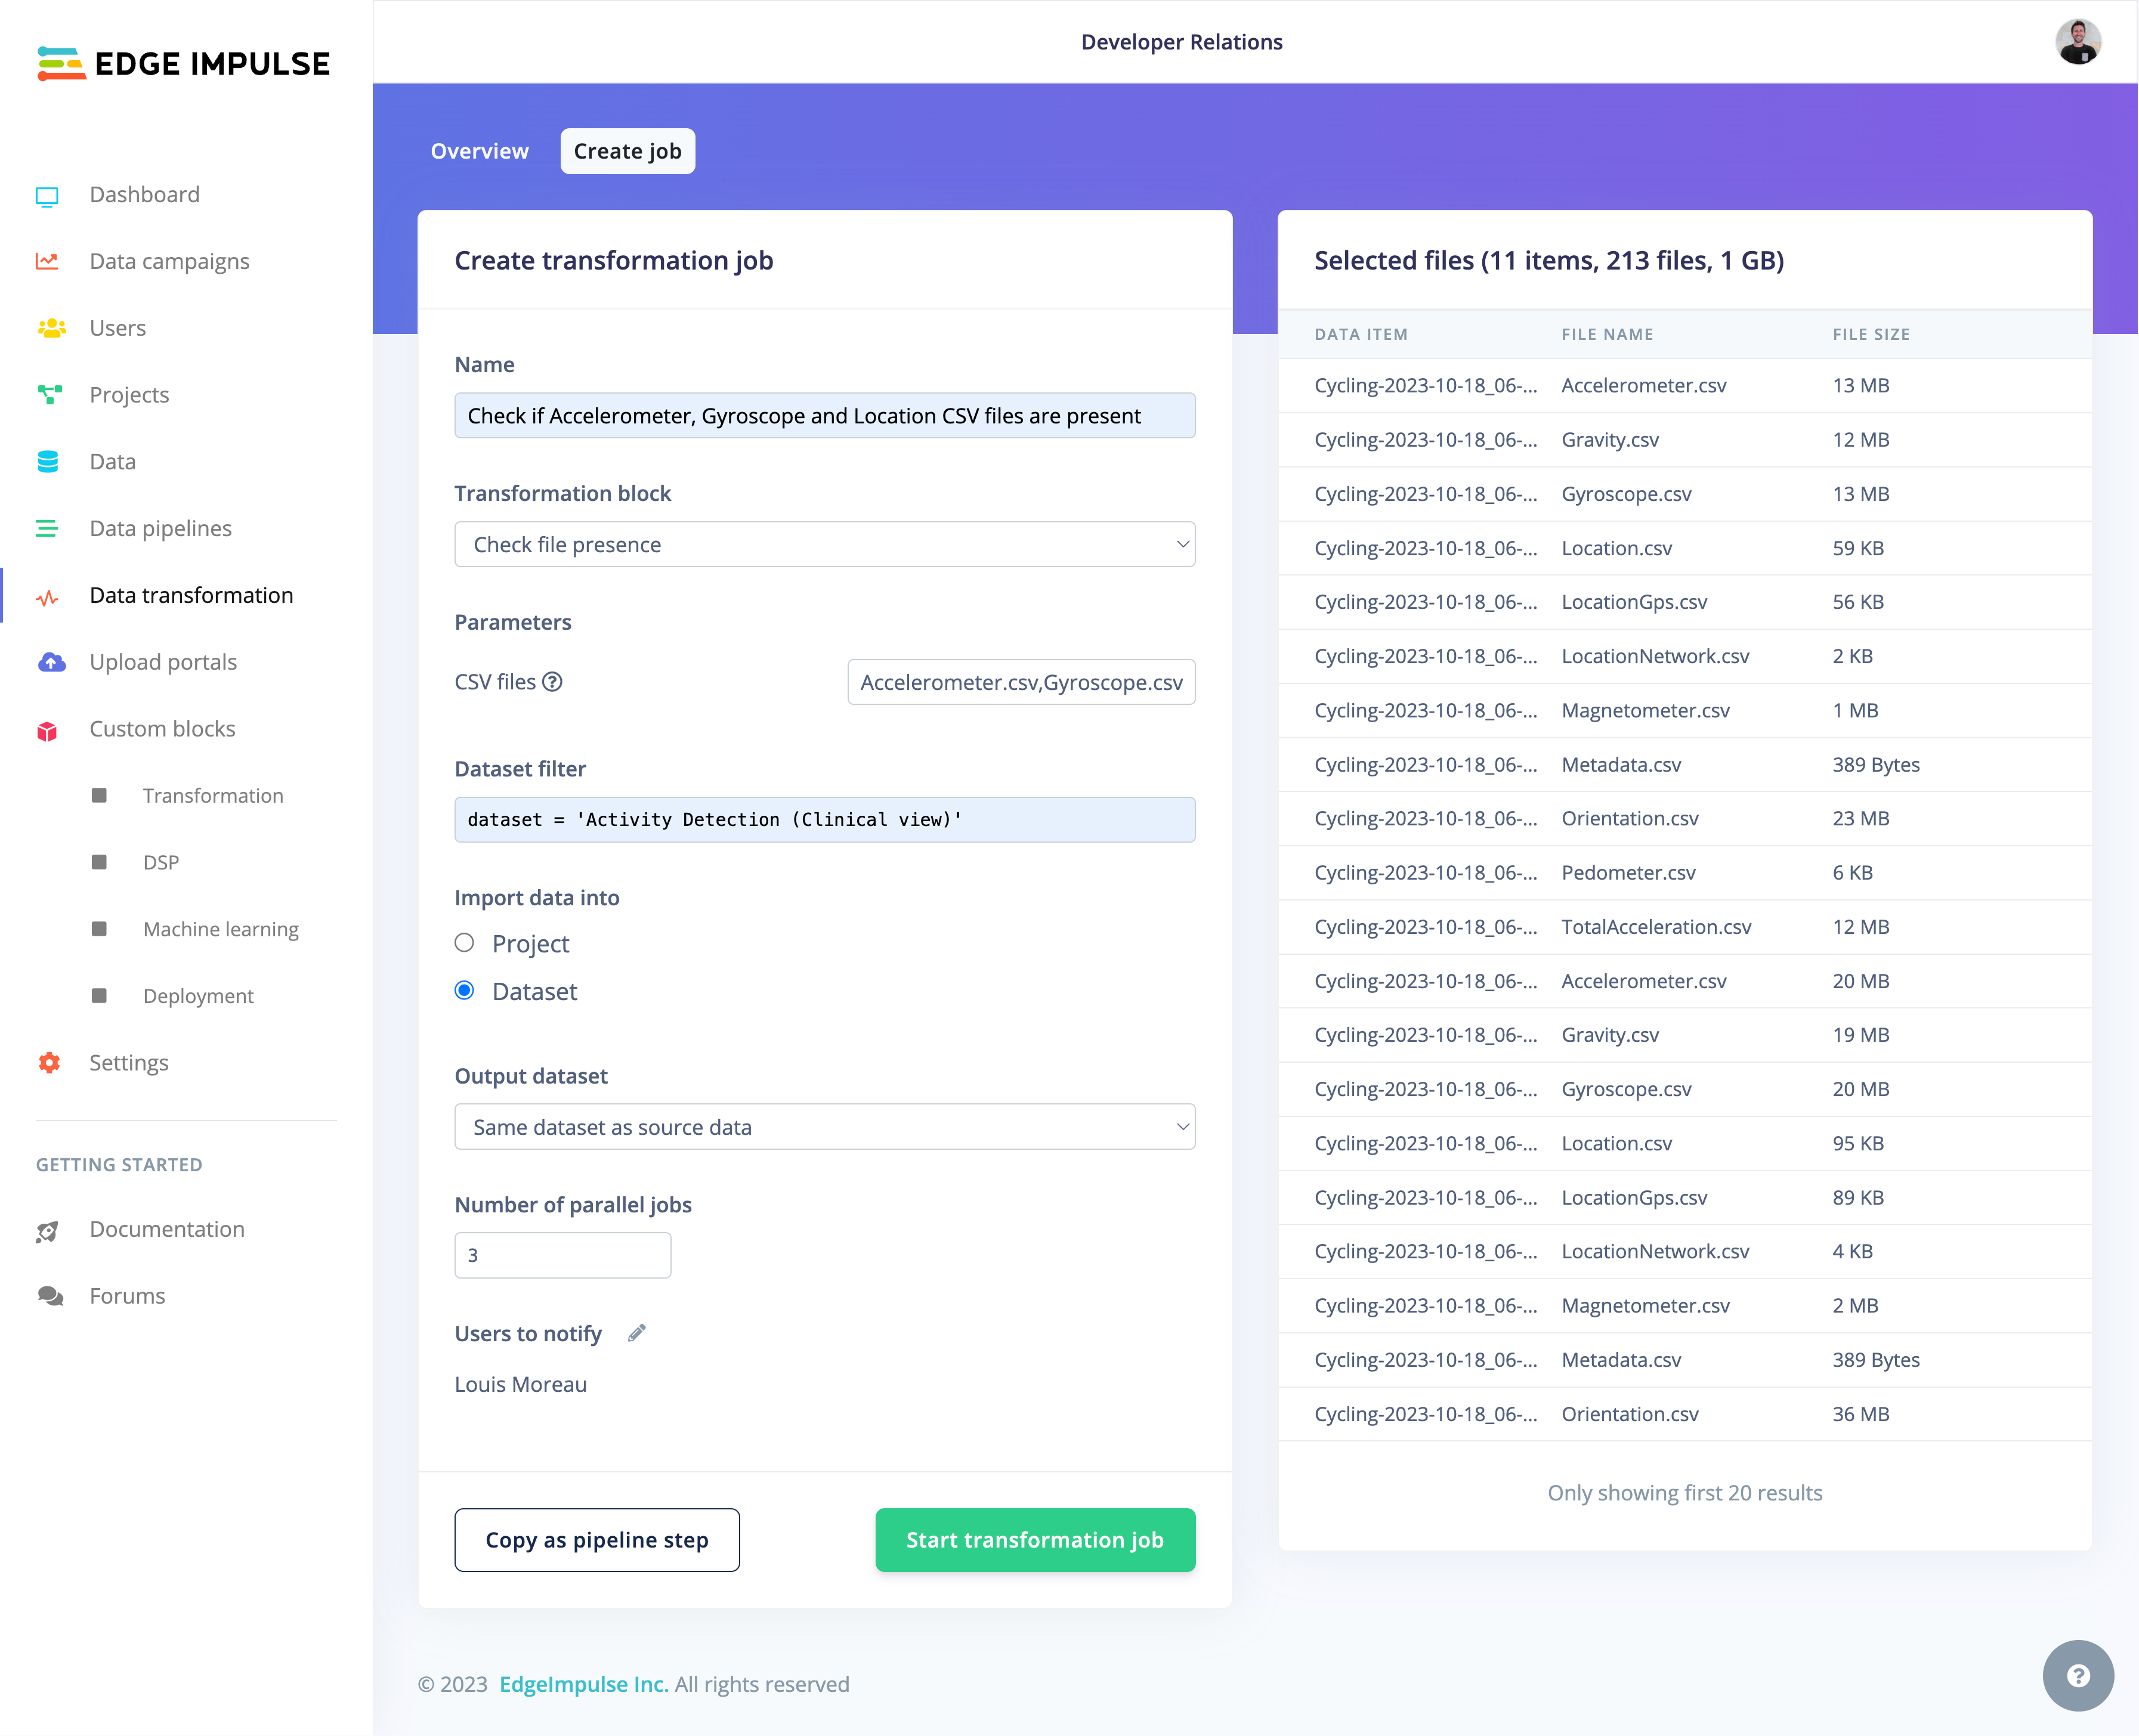 EDGE IMPULSE
Developer Relations
Dashboard
Data campaigns
Users
Projects
Data
Data pipelines
Data transformation
Upload portals
Custom blocks
Transformation
DSP
Machine learning
Deployment
Settings
GETTING STARTED
Documentation
Forums
Overview Create job
Create transformation job
Name
Check if Accelerometer, Gyroscope and Location CSV files are present
Transformation block
Check file presence
Parameters
CSV files ? Accelerometer.csv,Gyroscope.csv
Dataset filter
dataset = 'Activity Detection (Clinical view)'
Import data into
Project
Dataset
Output dataset
Same dataset as source data
Number of parallel jobs
3
Users to notify
Louis Moreau
Copy as pipeline step Start transformation job
Selected files (11 items, 213 files, 1 GB)
DATA ITEM FILE NAME FILE SIZE
Cycling-2023-10-18_06-... Accelerometer.csv 13 MB
Cycling-2023-10-18_06-... Gravity.csv 12 MB
Cycling-2023-10-18_06-... Gyroscope.csv 13 MB
Cycling-2023-10-18_06-... Location.csv 59 KB
Cycling-2023-10-18_06-... LocationGps.csv 56 KB
Cycling-2023-10-18_06-... LocationNetwork.csv 2 KB
Cycling-2023-10-18_06-... Magnetometer.csv 1 MB
Cycling-2023-10-18_06-... Metadata.csv 389 Bytes
Cycling-2023-10-18_06-... Orientation.csv 23 MB
Cycling-2023-10-18_06-... Pedometer.csv 6 KB
Cycling-2023-10-18_06-... TotalAcceleration.csv 12 MB
Cycling-2023-10-18_06-... Accelerometer.csv 20 MB
Cycling-2023-10-18_06-... Gravity.csv 19 MB
Cycling-2023-10-18_06-... Gyroscope.csv 20 MB
Cycling-2023-10-18_06-... Location.csv 95 KB
Cycling-2023-10-18_06-... LocationGps.csv 89 KB
Cycling-2023-10-18_06-... LocationNetwork.csv 4 KB
Cycling-2023-10-18_06-... Magnetometer.csv 2 MB
Cycling-2023-10-18_06-... Metadata.csv 389 Bytes
Cycling-2023-10-18_06-... Orientation.csv 36 MB
Only showing first 20 results
© 2023 EdgeImpulse Inc. All rights reserved
?